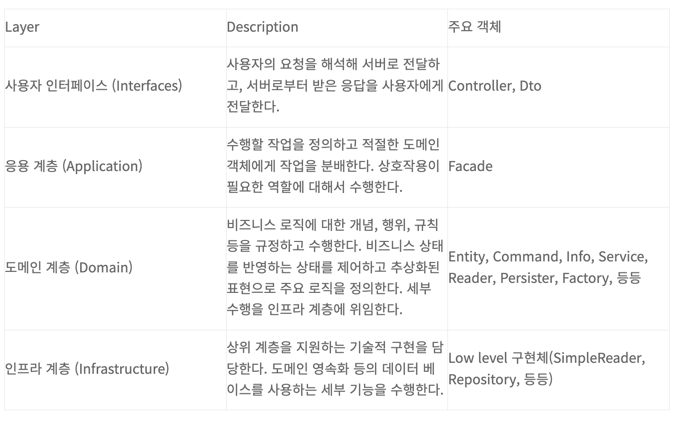 Layer
Description
주요 객체
사용자 인터페이스 (Interfaces)
사용자의 요청을 해석해 서버로 전달하
고, 서버로부터 받은 응답을 사용자에게
전달한다.
Controller, Dto
응용 계층 (Application)
수행할 작업을 정의하고 적절한 도메인
객체에게 작업을 분배한다. 상호작용이
필요한 역할에 대해서 수행한다.
Facade
도메인 계층 (Domain)
비즈니스 로직에 대한 개념, 행위, 규칙
등을 규정하고 수행한다. 비즈니스 상태
를 반영하는 상태를 제어하고 추상화된
표현으로 주요 로직을 정의한다. 세부
수행을 인프라 계층에 위임한다.
Entity, Command, Info, Service,
Reader, Persister, Factory, 등등
인프라 계층 (Infrastructure)
상위 계층을 지원하는 기술적 구현을 담
당한다. 도메인 영속화 등의 데이터 베
이스를 사용하는 세부 기능을 수행한다.
Low level 구현체(SimpleReader,
Repository, 등등)